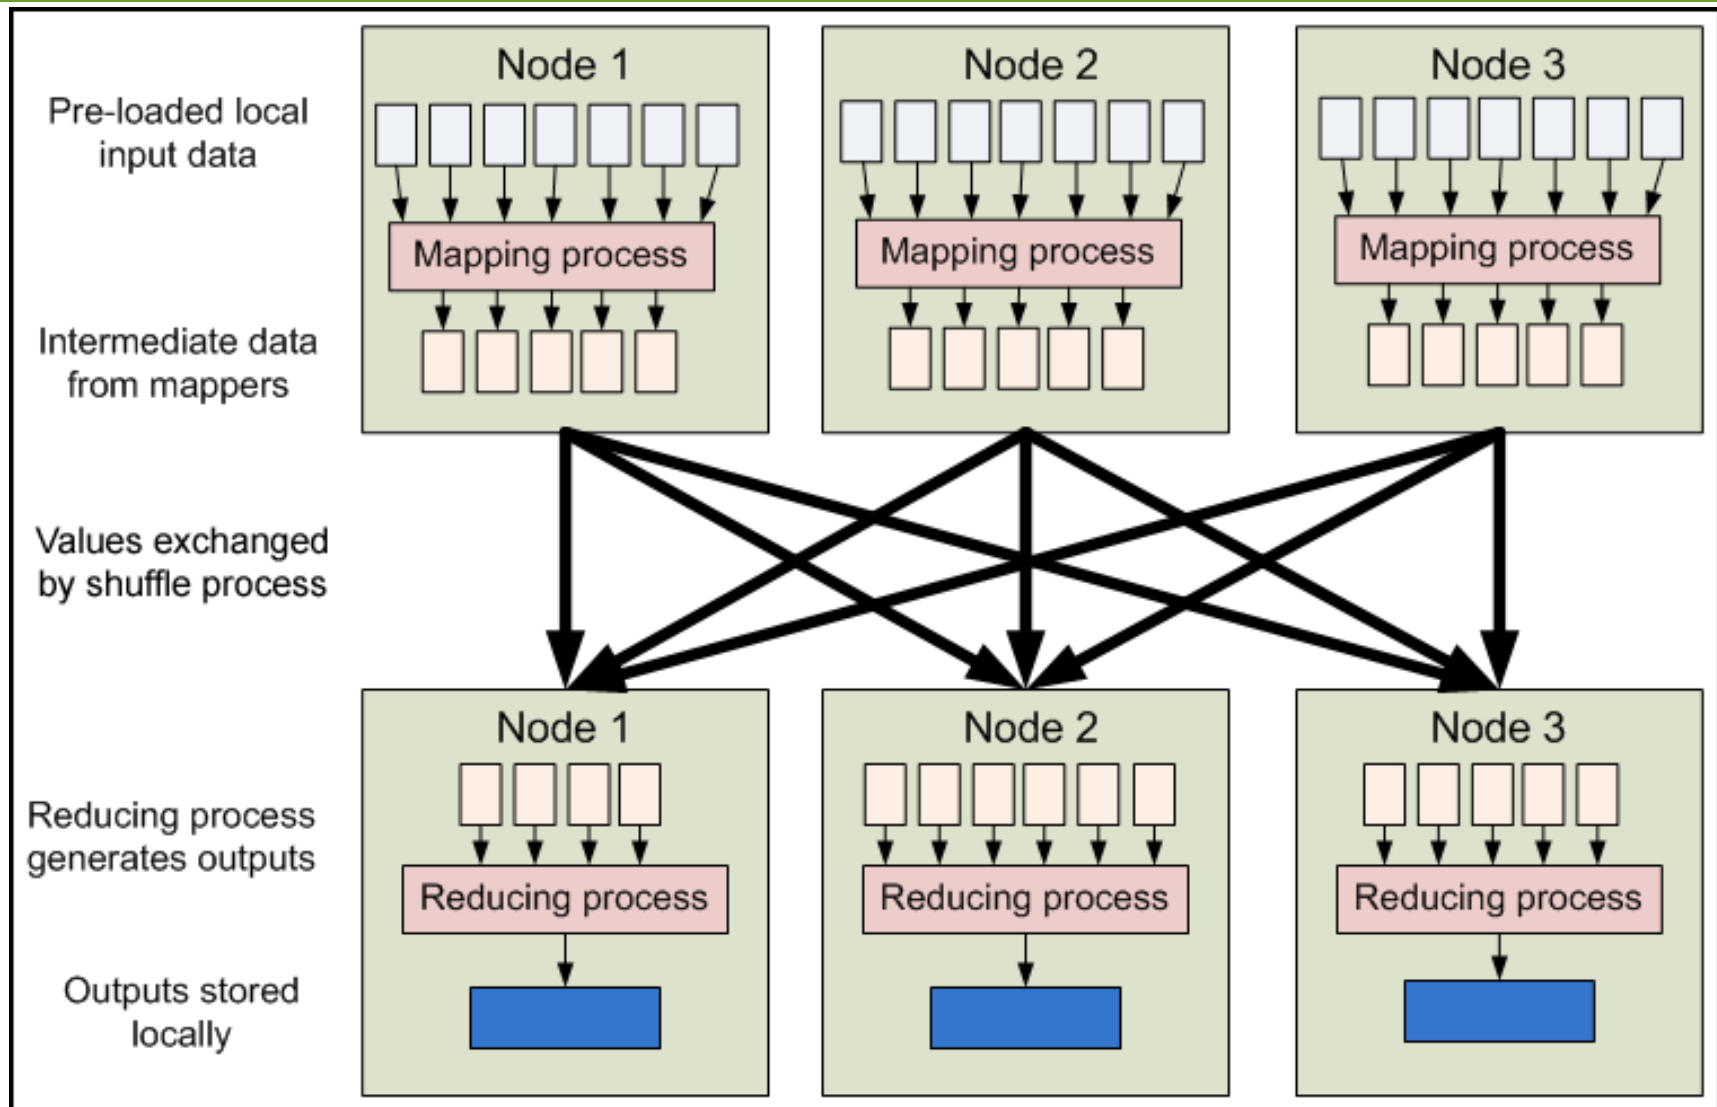 Node 1
Node 2
Node 3
Pre-loaded local
input data
Mapping process
Mapping process
Mapping process
Intermediate data
from mappers
Values exchanged
by shuffle process
Node 1
Node 2
Node 3
Reducing process
generates outputs
Reducing process
Reducing process
Reducing process
Outputs stored
locally